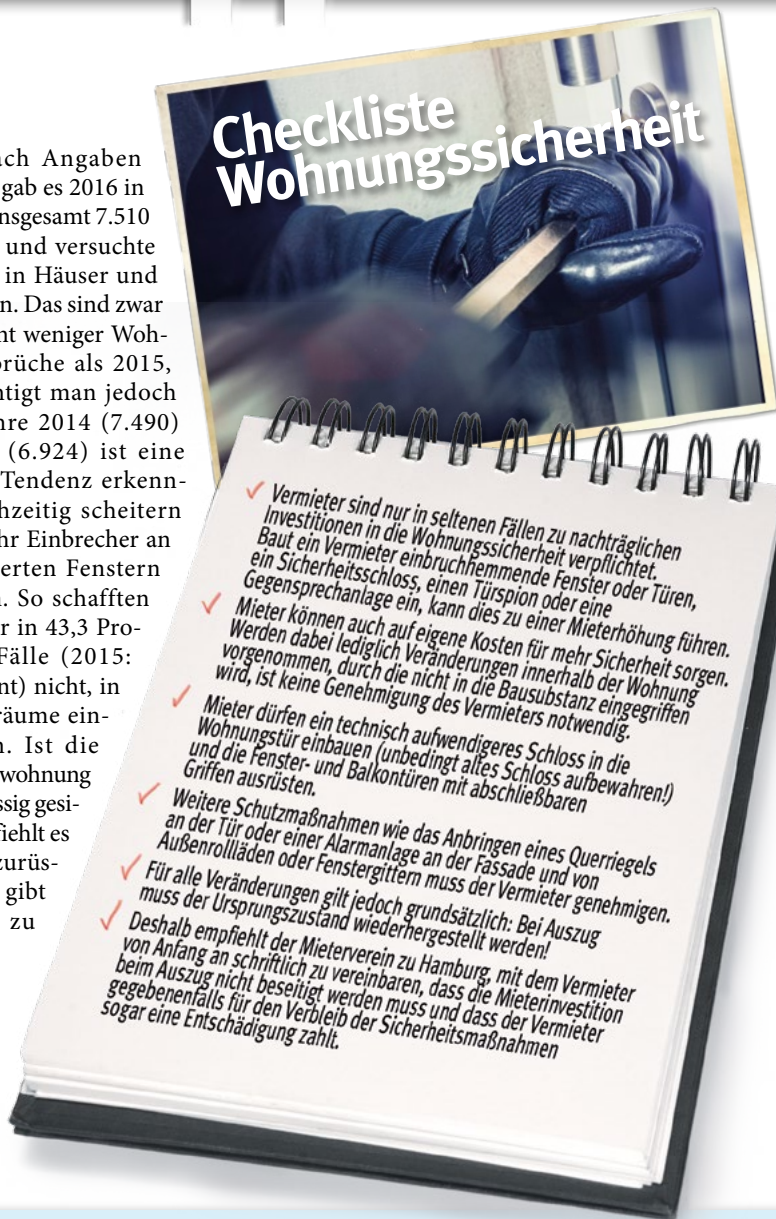 ach Angaben
gab es 2016 in
nsgesamt 7.510
und versuchte
in Häuser und
n. Das sind zwar
nt weniger Woh-
rüche als 2015,
htigt man jedoch
hre 2014 (7.490)
(6.924) ist eine
Tendenz erkenn-
hzeitig scheitern
hr Einbrecher an
erten Fenstern
n. So schafften
r in 43,3 Pro-
Fälle (2015:
nt) nicht, in
räume ein-
n. Ist die
wohnung
ssig gesi-
fiehlt es
zurüs-
gibt
zu
Checkliste
Wohnungssicherheit
✓ Vermieter sind nur in seltenen Fällen zu nachträglichen
Investitionen in die Wohnungssicherheit verpflichtet.
Baut ein Vermieter einbruchhemmende Fenster oder Türen,
ein Sicherheitsschloss, einen Türspion oder eine
Gegensprechanlage ein, kann dies zu einer Mieterhöhung führen.
✓ Mieter können auch auf eigene Kosten für mehr Sicherheit sorgen.
Werden dabei lediglich Veränderungen innerhalb der Wohnung
vorgenommen, durch die nicht in die Bausubstanz eingegriffen
wird, ist keine Genehmigung des Vermieters notwendig.
✓ Mieter dürfen ein technisch aufwendigeres Schloss in die
Wohnungstür einbauen (unbedingt altes Schloss aufbewahren!)
und die Fenster- und Balkontüren mit abschließbaren
Griffen ausrüsten.
✓ Weitere Schutzmaßnahmen wie das Anbringen eines Querriegels
an der Tür oder einer Alarmanlage an der Fassade und von
Außenrollläden oder Fenstergittern muss der Vermieter genehmigen.
✓ Für alle Veränderungen gilt jedoch grundsätzlich: Bei Auszug
muss der Ursprungszustand wiederhergestellt werden!
✓ Deshalb empfiehlt der Mieterverein zu Hamburg, mit dem Vermieter
von Anfang an schriftlich zu vereinbaren, dass die Mieterinvestition
beim Auszug nicht beseitigt werden muss und dass der Vermieter
gegebenenfalls für den Verbleib der Sicherheitsmaßnahmen
sogar eine Entschädigung zahlt.